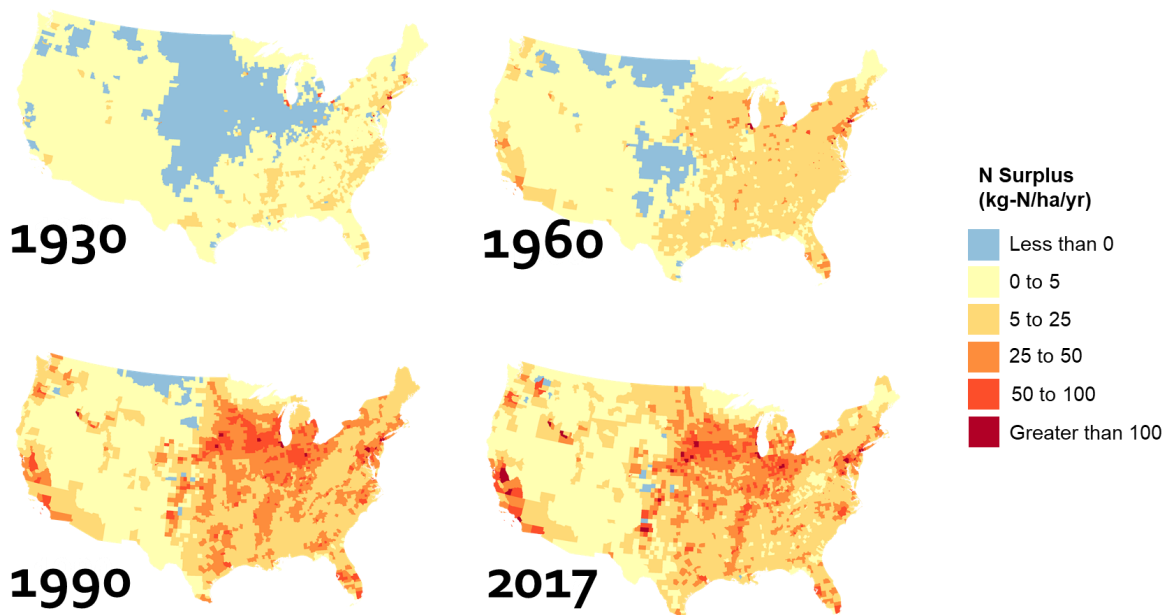 1930
1960
N Surplus
(kg-N/ha/yr)
Less than 0
0 to 5
5 to 25
25 to 50
50 to 100
Greater than 100
1990
2017